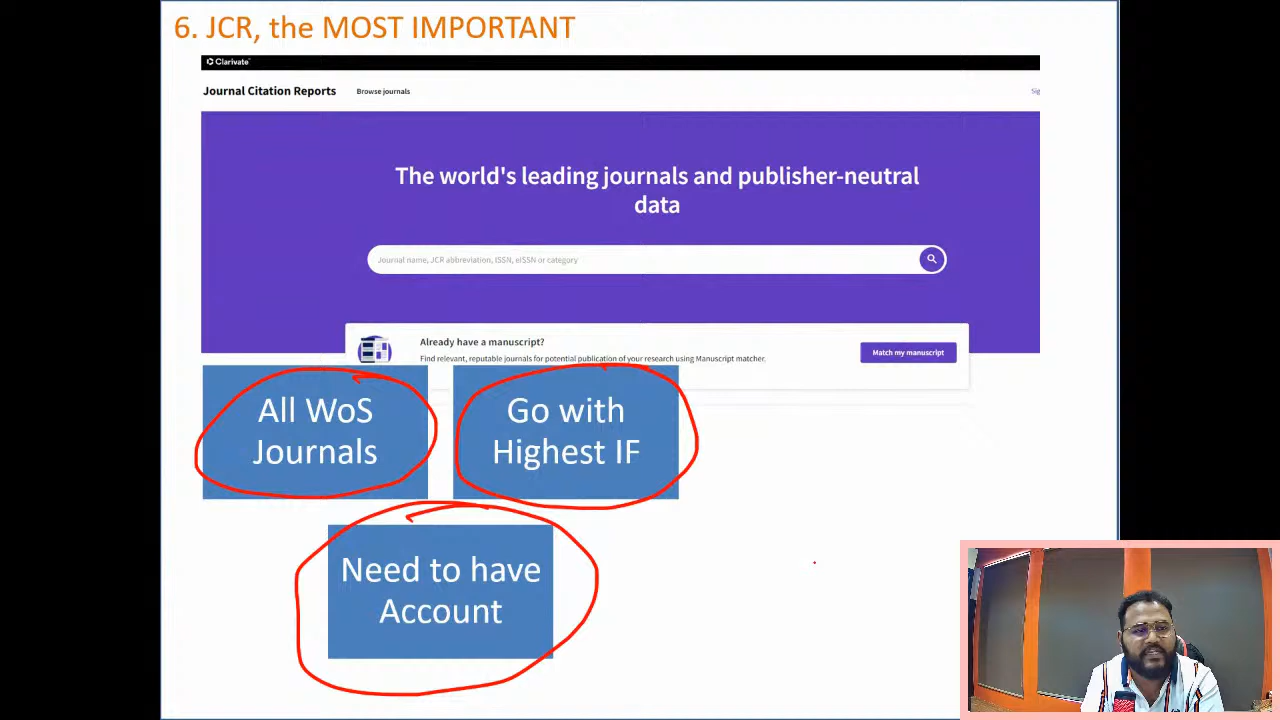 6. JCR, the MOST IMPORTANT
Clarivate
Journal Citation Reports Browse journals Sig
The world's leading journals and publisher-neutral
data
Journal name, JCR abbreviation, ISSN, eISSN or category
Already have a manuscript?
Find relevant, reputable journals for potential publication of your research using Manuscript matcher.
Match my manuscript
All WoS
Journals
Go with
Highest IF
Need to have
Account